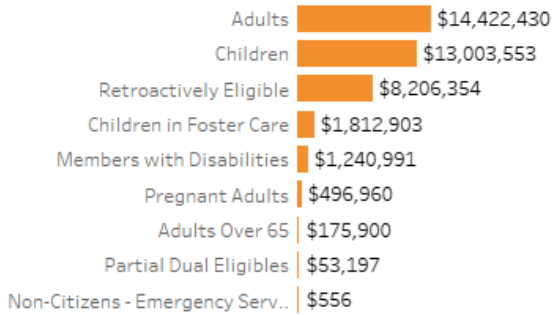 Adults $14,422,430
Children $13,003,553
Retroactively Eligible $8,206,354
Children in Foster Care $1,812,903
Members with Disabilities $1,240,991
Pregnant Adults $496,960
Adults Over 65 $175,900
Partial Dual Eligibles $53,197
Non-Citizens - Emergency Serv.. $556